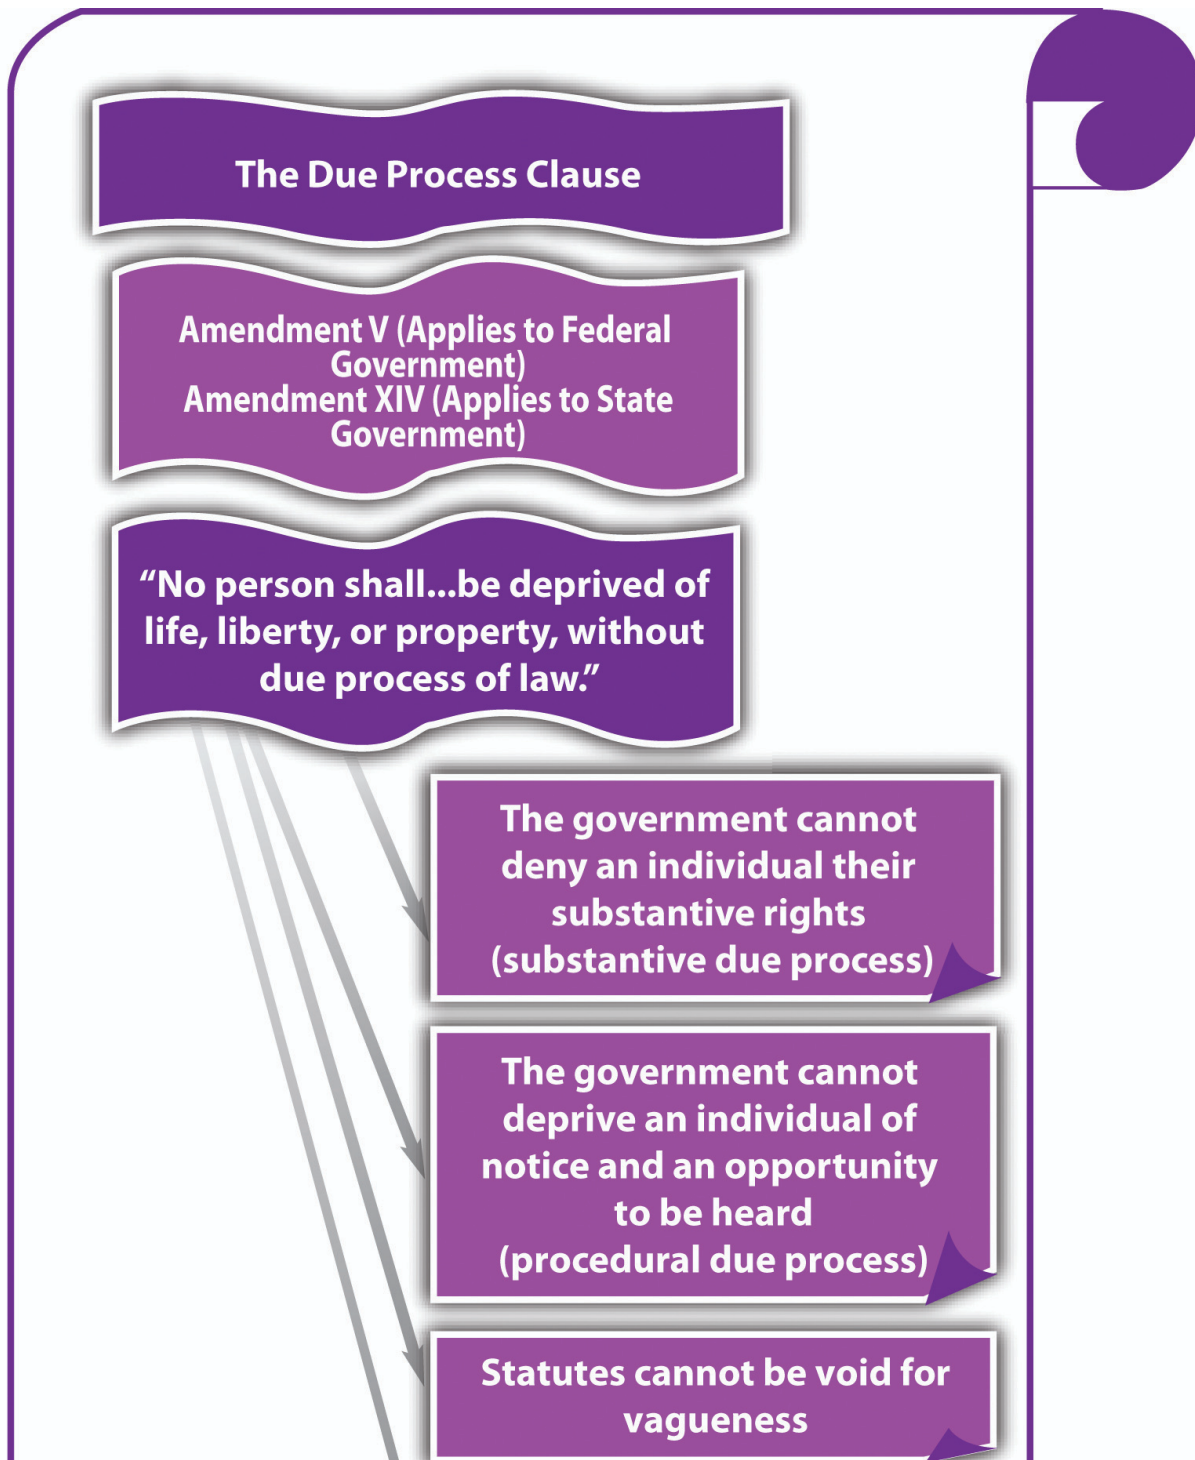 The Due Process Clause
Amendment V (Applies to Federal
Government)
Amendment XIV (Applies to State
Government)
“No person shall...be deprived of
life, liberty, or property, without
due process of law.”
The government cannot
deny an individual their
substantive rights
(substantive due process)
The government cannot
deprive an individual of
notice and an opportunity
to be heard
(procedural due process)
Statutes cannot be void for
vagueness